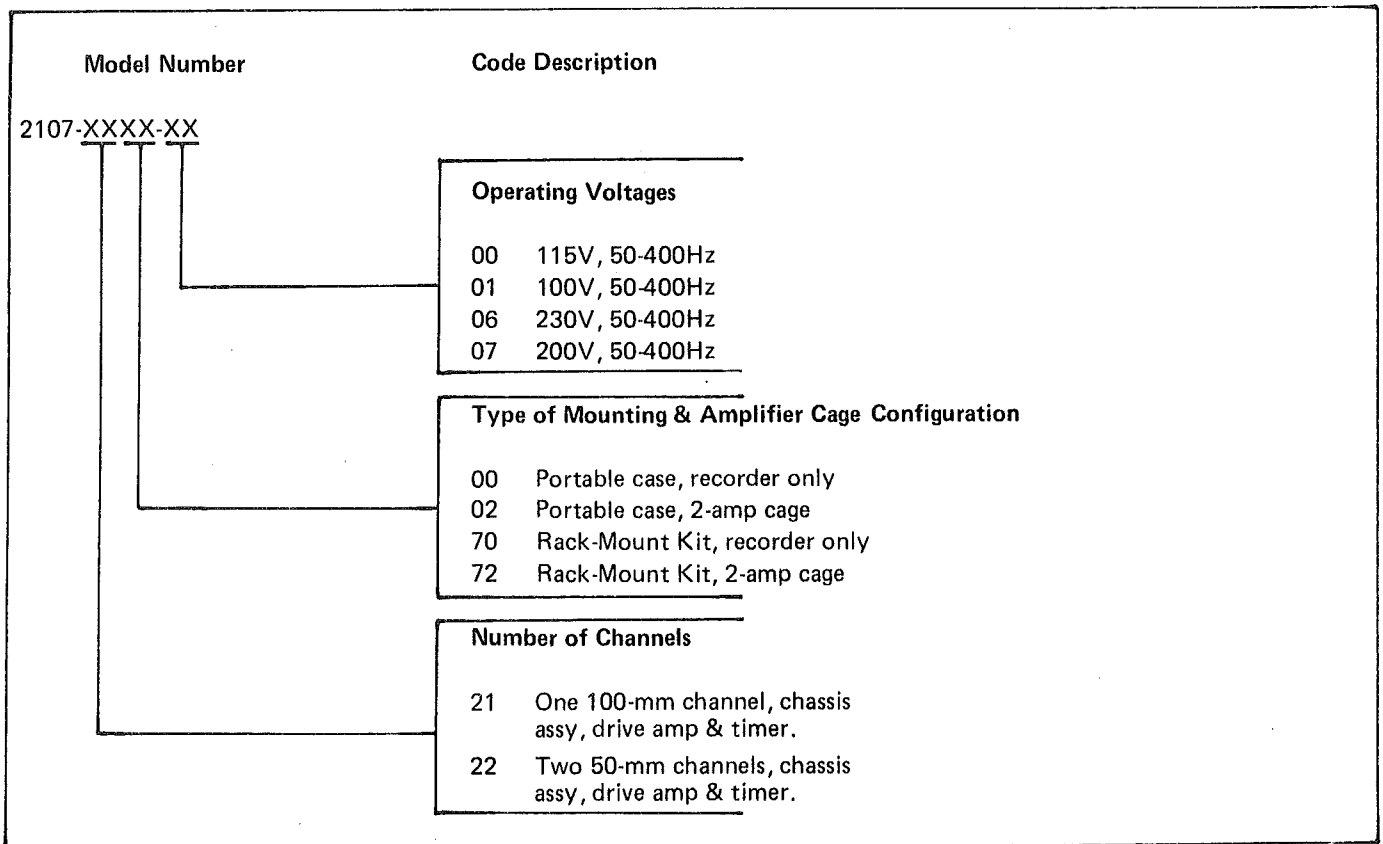 Model Number Code Description
2107-XXXX-XX
Operating Voltages
00 115V, 50-400Hz
01 100V, 50-400Hz
06 230V, 50-400Hz
07 200V, 50-400Hz
Type of Mounting & Amplifier Cage Configuration
00 Portable case, recorder only
02 Portable case, 2-amp cage
70 Rack-Mount Kit, recorder only
72 Rack-Mount Kit, 2-amp cage
Number of Channels
21 One 100-mm channel, chassis
assy, drive amp & timer.
22 Two 50-mm channels, chassis
assy, drive amp & timer.